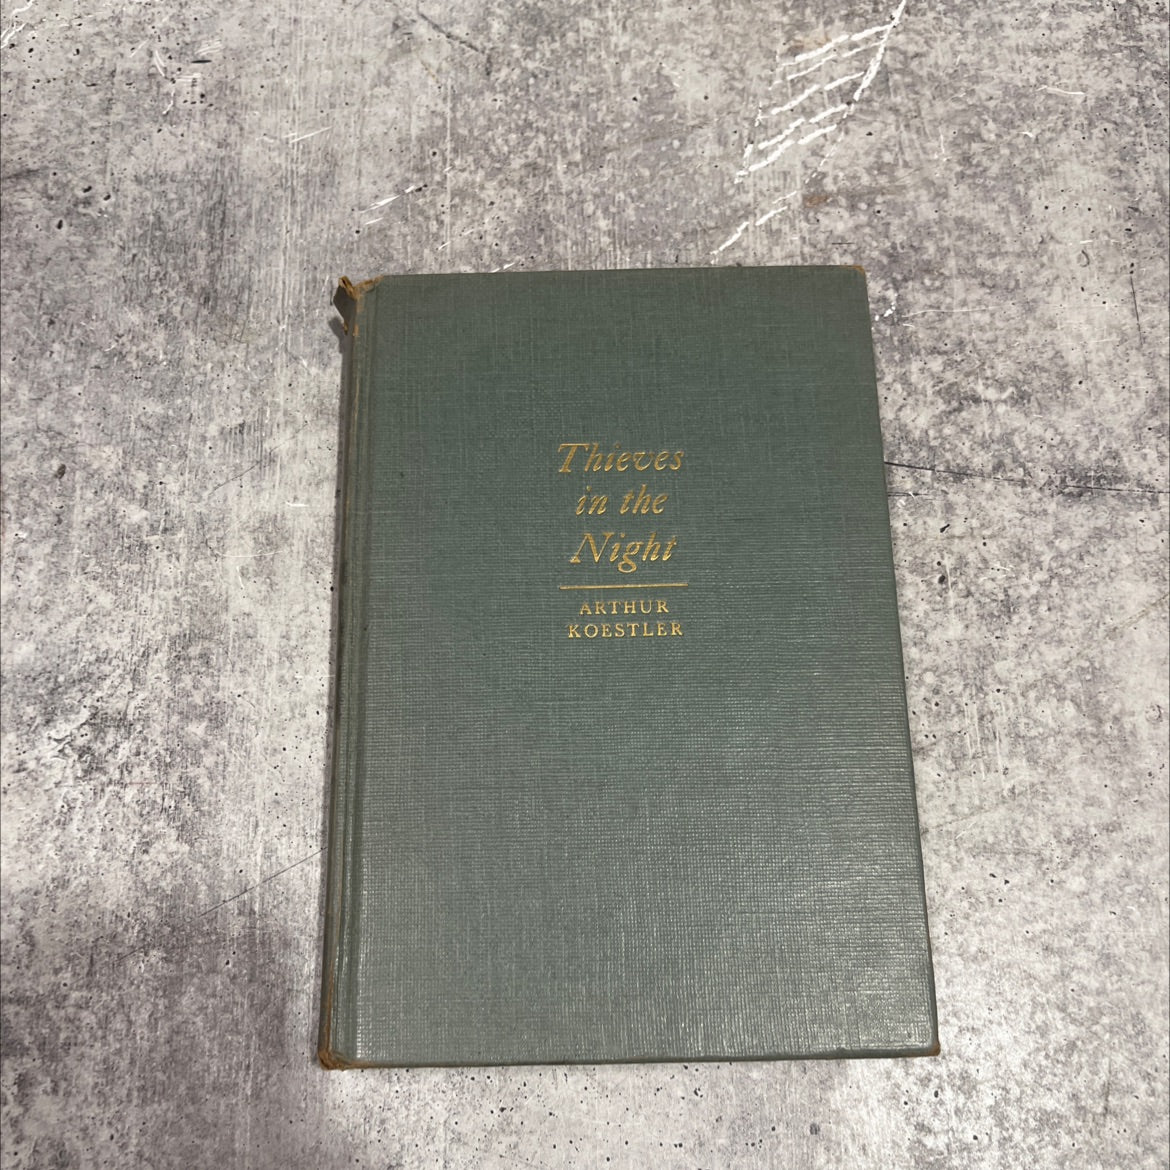 Thieves
in the
Night
ARTHUR
KOESTLER